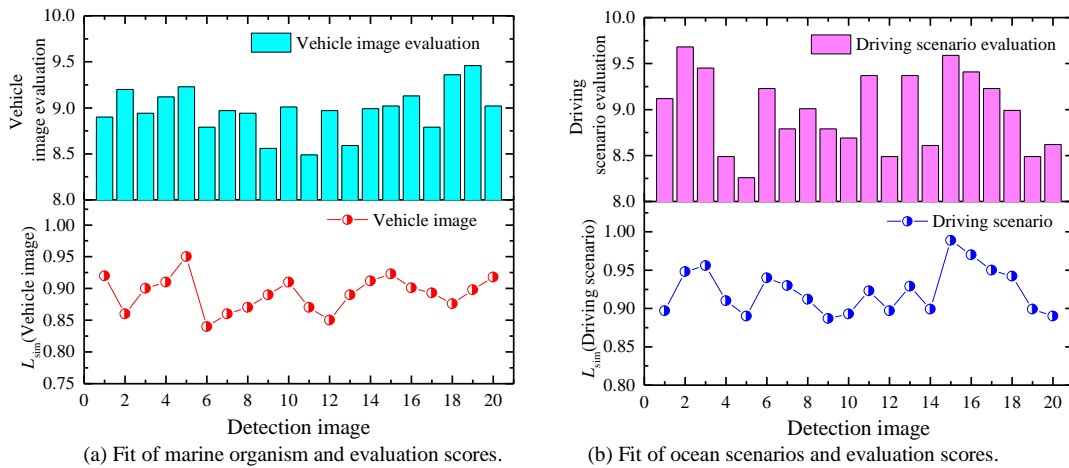 10.0
Vehicle image evaluation
9.5
9.0
8.5
8.0
Vehicle
image evaluation
Vehicle image
1.00
0.95
0.90
0.85
0.80
0.75
Lsim(Vehicle image)
0 2 4 6 8 10 12 14 16 18 20
Detection image
(a) Fit of marine organism and evaluation scores.
10.0
Driving scenario evaluation
9.5
9.0
8.5
8.0
Driving
scenario evaluation
Driving scenario
1.00
0.95
0.90
0.85
0.80
Lsim(Driving scenario)
0 2 4 6 8 10 12 14 16 18 20
Detection image
(b) Fit of ocean scenarios and evaluation scores.